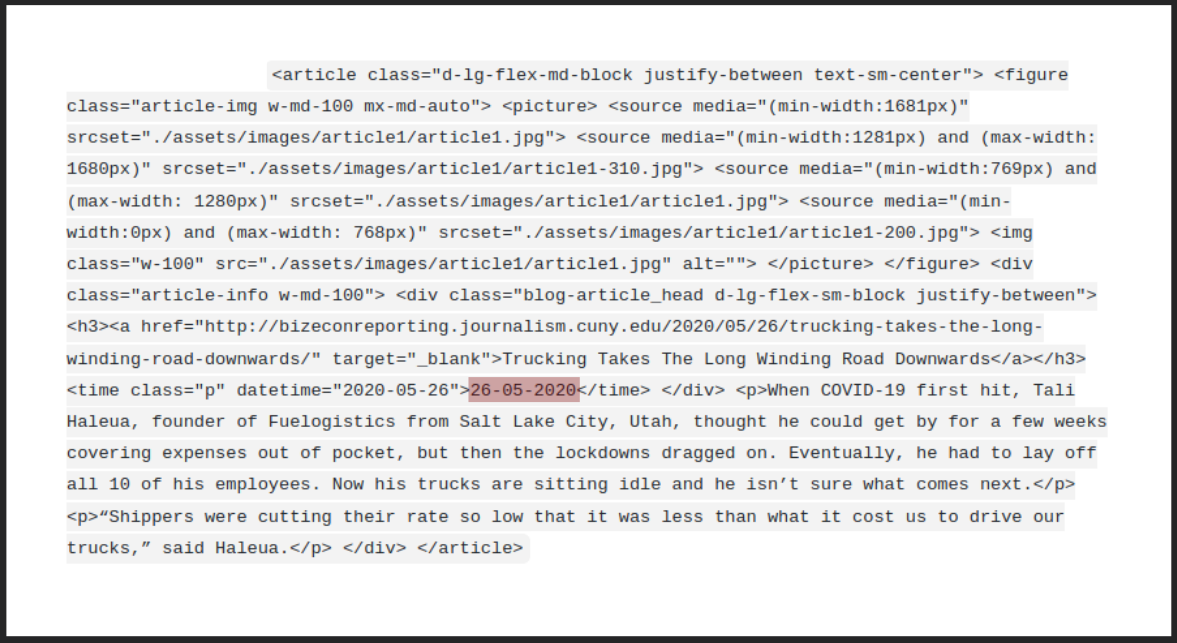 <article class="d-lg-flex-md-block justify-between text-sm-center"> <figure
class="article-img w-md-100 mx-md-auto"> <picture> <source media="(min-width:1681px)"
srcset="./assets/images/article1/article1.jpg"> <source media="(min-width:1281px) and (max-width:
1680px)" srcset="./assets/images/article1/article1-310.jpg"> <source media="(min-width:769px) and
(max-width: 1280px)" srcset="./assets/images/article1/article1.jpg"> <source media="(min-
width:0px) and (max-width: 768px)" srcset="./assets/images/article1/article1-200.jpg"> <img
class="w-100" src="./assets/images/article1/article1.jpg" alt=""> </picture> </figure> <div
class="article-info w-md-100"> <div class="blog-article_head d-lg-flex-sm-block justify-between">
<h3><a href="http://bizeconreporting.journalism.cuny.edu/2020/05/26/trucking-takes-the-long-
winding-road-downwards/" target="_blank">Trucking Takes The Long Winding Road Downwards</a></h3>
<time class="p" datetime="2020-05-26">26-05-2020</time> </div> <p>When COVID-19 first hit, Tali
Haleua, founder of Fuelogistics from Salt Lake City, Utah, thought he could get by for a few weeks
covering expenses out of pocket, but then the lockdowns dragged on. Eventually, he had to lay off
all 10 of his employees. Now his trucks are sitting idle and he isn’t sure what comes next.</p>
<p>“Shippers were cutting their rate so low that it was less than what it cost us to drive our
trucks,” said Haleua.</p> </div> </article>